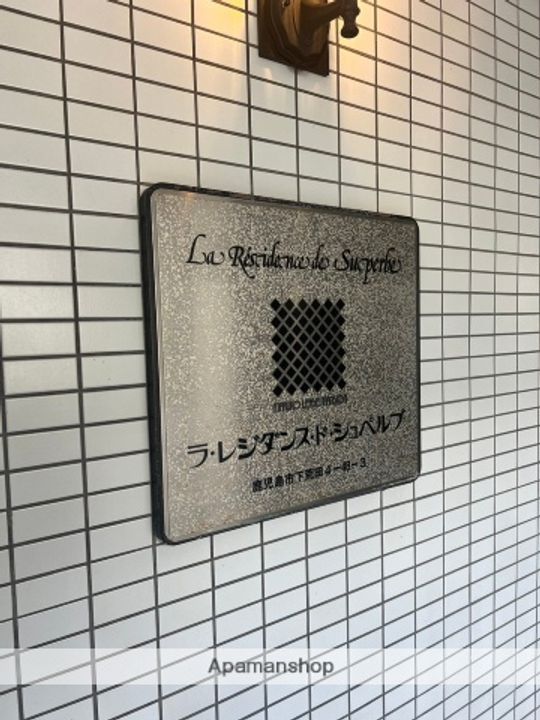 La Résidence de Superbe
ラ・レジダンス・ド・シュペルブ
鹿児島市下荒田4-49-3
Apamanshop